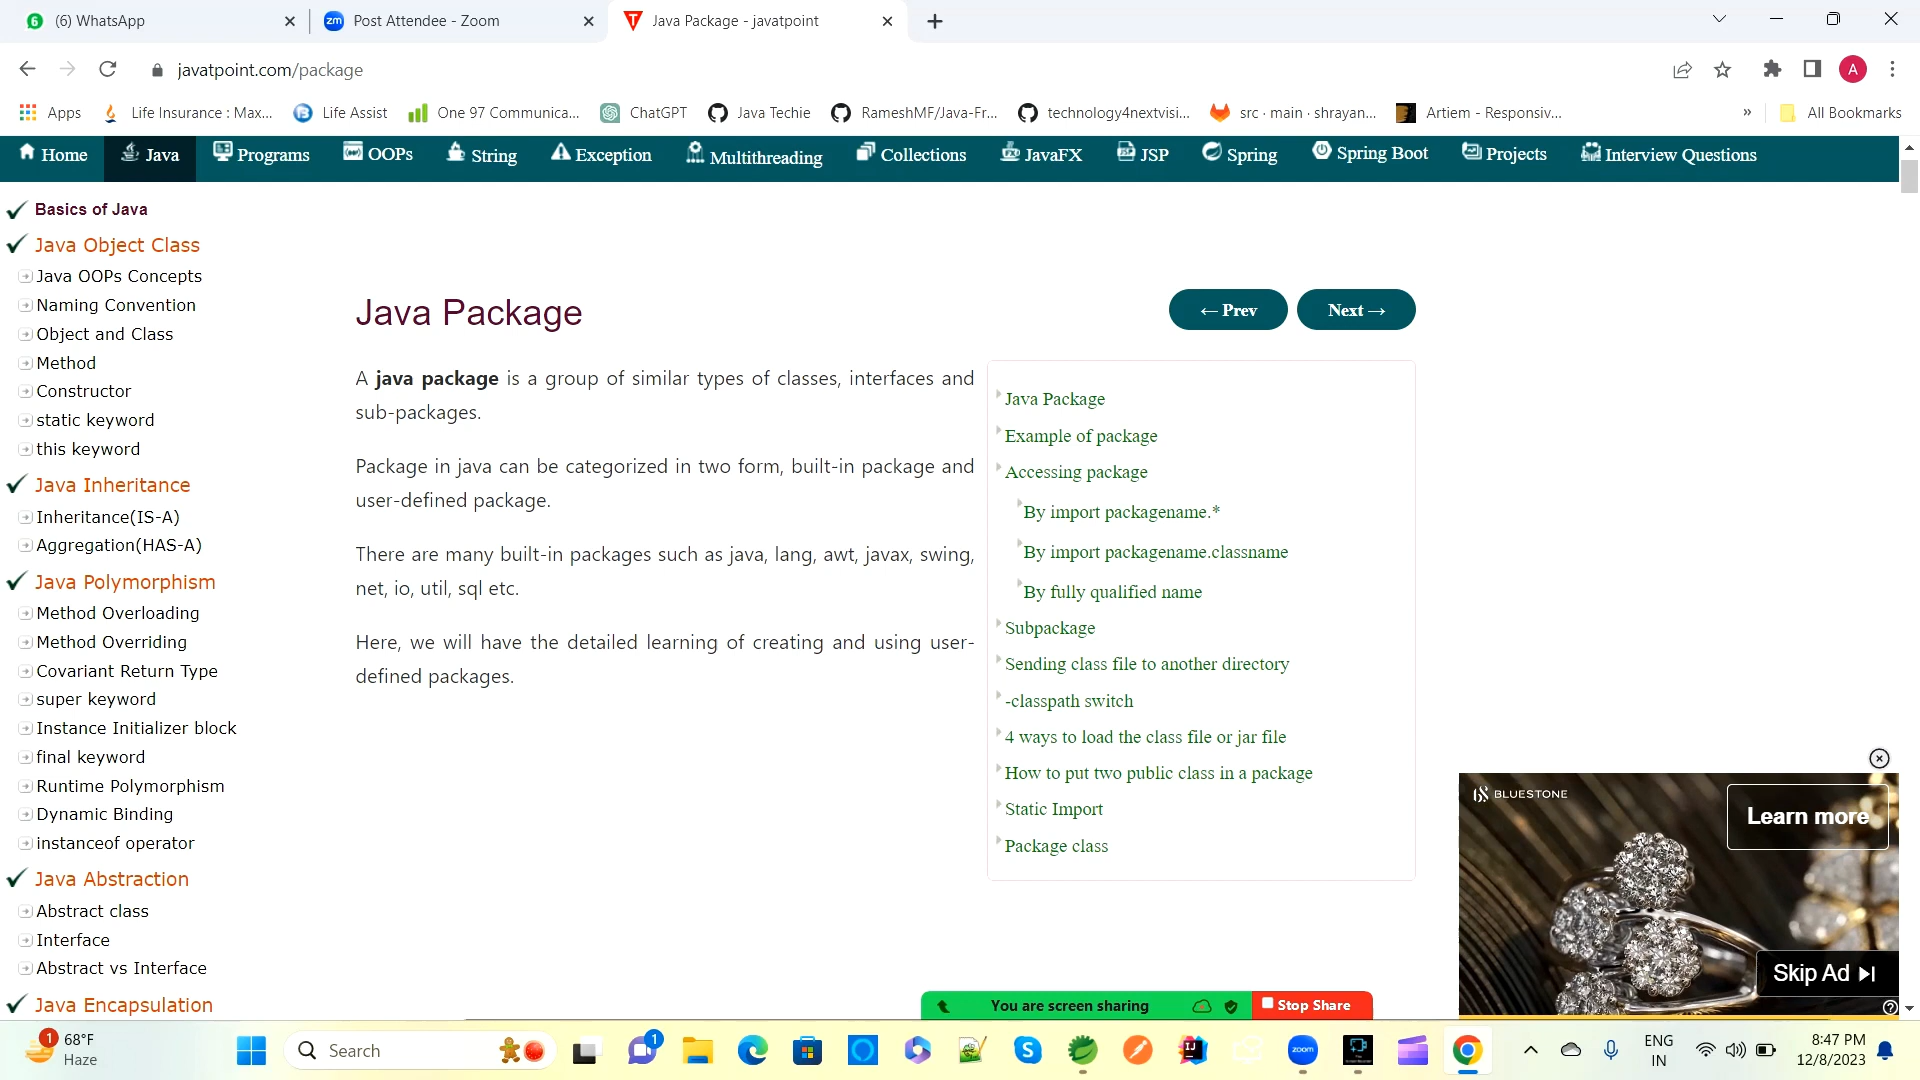 (6) WhatsApp
Post Attendee - Zoom
Java Package - javatpoint
javatpoint.com/package
A
Apps
Life Insurance : Max...
Life Assist
One 97 Communica...
ChatGPT
Java Techie
RameshMF/Java-Fr...
technology4nextvisi...
src · main · shrayan...
Artiem - Responsiv...
»
All Bookmarks
Home
Java
Programs
OOPs
String
Exception
Multithreading
Collections
JavaFX
JSP
Spring
Spring Boot
Projects
Interview Questions
Basics of Java
Java Object Class
Java OOPs Concepts
Naming Convention
Object and Class
Method
Constructor
static keyword
this keyword
Java Inheritance
Inheritance(IS-A)
Aggregation(HAS-A)
Java Polymorphism
Method Overloading
Method Overriding
Covariant Return Type
super keyword
Instance Initializer block
final keyword
Runtime Polymorphism
Dynamic Binding
instanceof operator
Java Abstraction
Abstract class
Interface
Abstract vs Interface
Java Encapsulation
Java Package
← Prev
Next →
A java package is a group of similar types of classes, interfaces and
sub-packages.
Package in java can be categorized in two form, built-in package and
user-defined package.
There are many built-in packages such as java, lang, awt, javax, swing,
net, io, util, sql etc.
Here, we will have the detailed learning of creating and using user-
defined packages.
Java Package
Example of package
Accessing package
By import packagename.*
By import packagename.classname
By fully qualified name
Subpackage
Sending class file to another directory
-classpath switch
4 ways to load the class file or jar file
How to put two public class in a package
Static Import
Package class
BLUESTONE
Learn more
Skip Ad
You are screen sharing
Stop Share
1
68°F
Haze
Search
1
zoom
ENG
IN
8:47 PM
12/8/2023